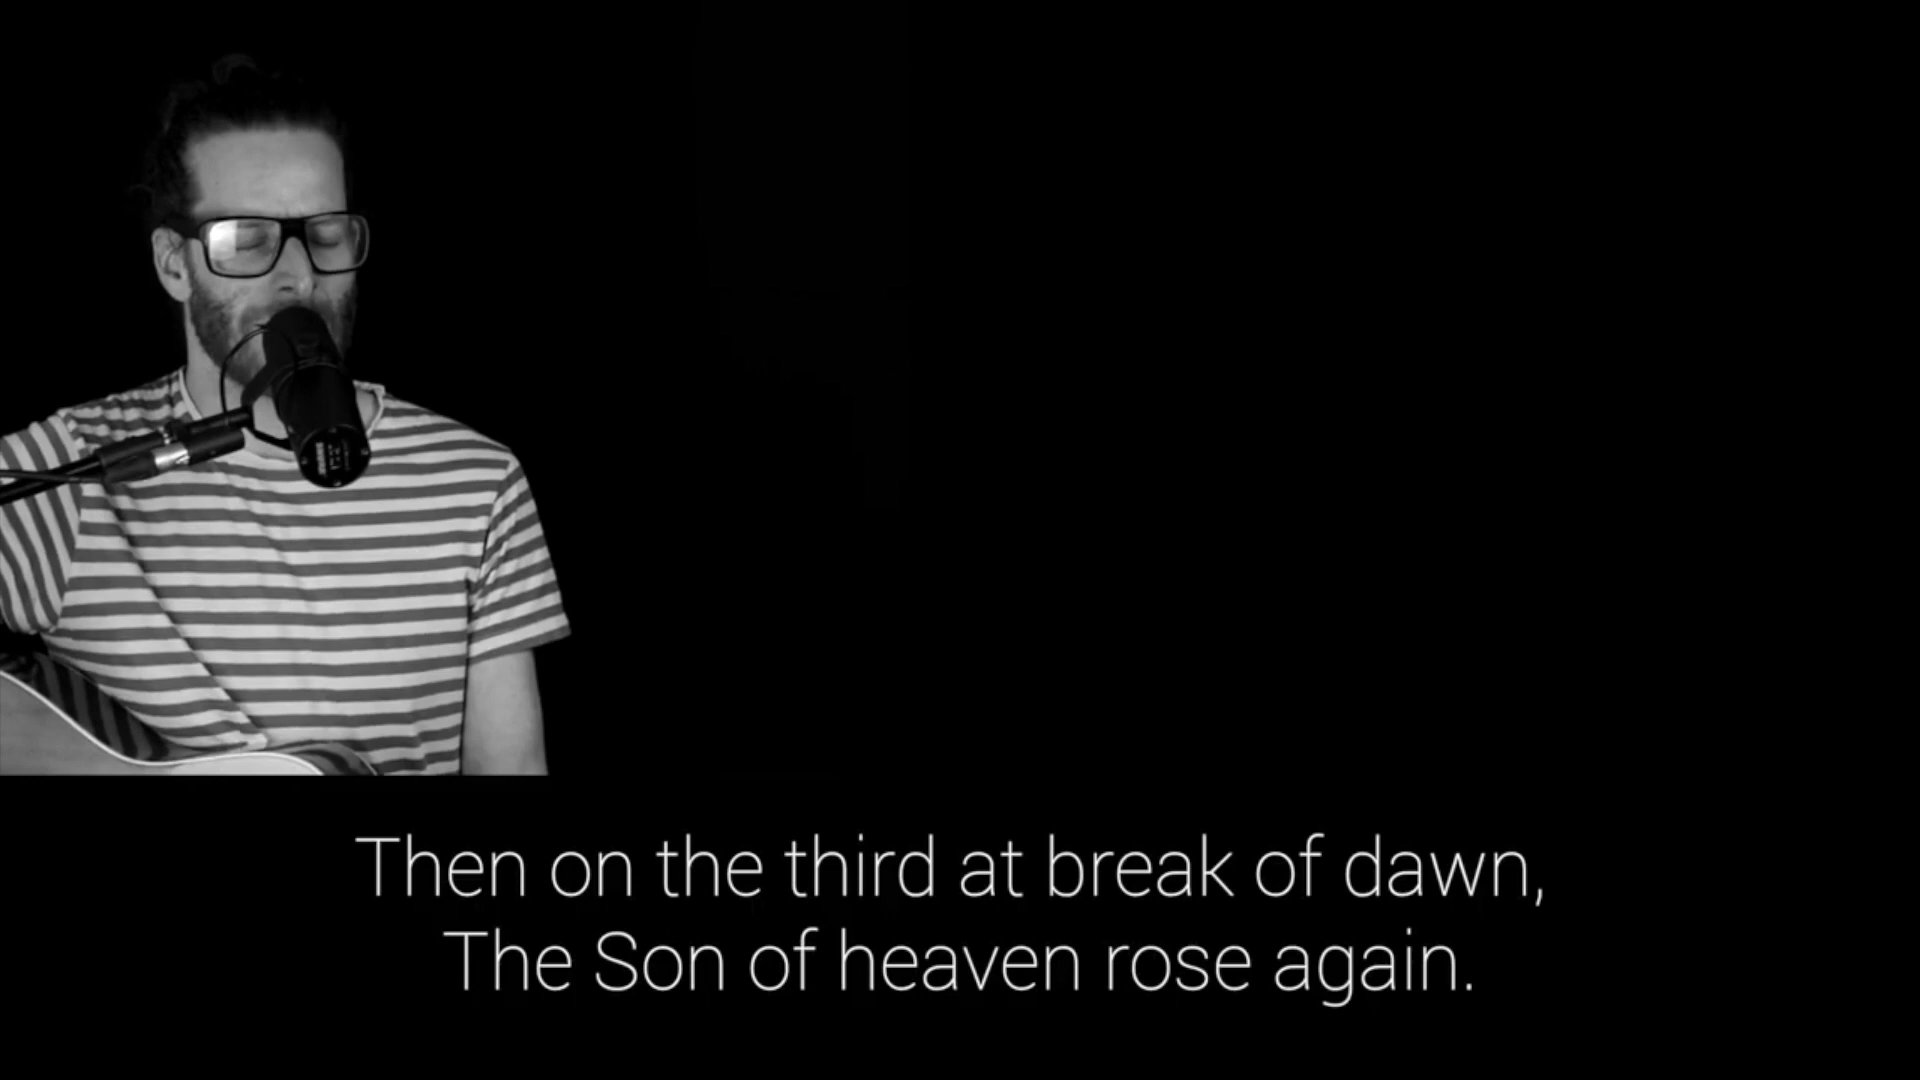 Then on the third at break of dawn,
The Son of heaven rose again.